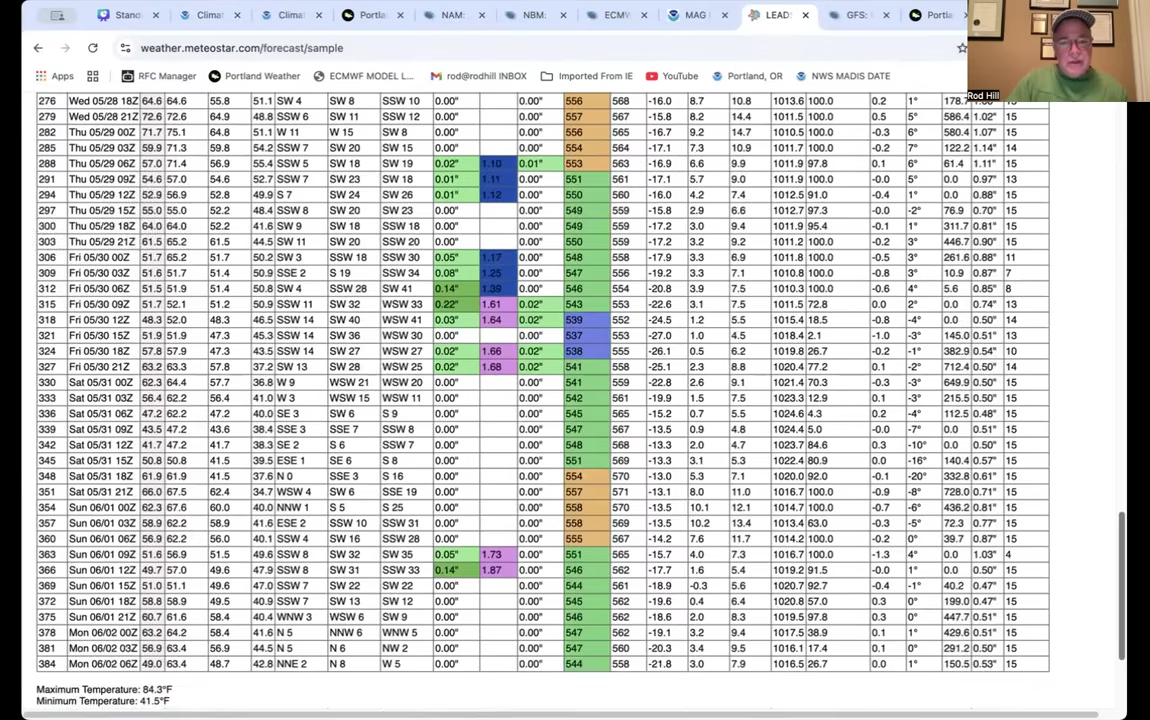 Stand Climat Climat Portla NAM: NBM: ECMW MAG LEAD: GFS: Portla
weather.meteostar.com/forecast/sample
Apps RFC Manager Portland Weather ECMWF MODEL L... rod@rodhill INBOX Imported From IE YouTube Portland, OR NWS MADIS DATE
Rod Hill
276 Wed 05/28 18Z 64.6 64.6 55.8 51.1 SW 4 SW 8 SSW 10 0.00" 0.00" 556 568 -16.0 8.7 10.8 1013.6 100.0 0.2 1° 178.7 15
279 Wed 05/28 21Z 72.6 72.6 64.9 48.8 SSW 6 SW 11 SSW 12 0.00" 0.00" 557 567 -15.8 8.2 14.4 1011.5 100.0 0.5 5° 586.4 1.02" 15
282 Thu 05/29 00Z 71.7 75.1 64.8 51.1 W 11 W 15 SW 8 0.00" 0.00" 556 565 -16.7 9.2 14.7 1010.5 100.0 -0.3 6° 580.4 1.07" 15
285 Thu 05/29 03Z 59.9 71.3 59.8 54.2 SSW 7 SW 20 SW 15 0.00" 0.00" 554 564 -17.1 7.3 10.9 1011.7 100.0 -0.2 7° 122.2 1.14" 14
288 Thu 05/29 06Z 57.0 71.4 56.9 55.4 SSW 5 SW 18 SW 19 0.02" 1.10 0.01" 553 563 -16.9 6.6 9.9 1011.9 97.8 0.1 6° 61.4 1.11" 15
291 Thu 05/29 09Z 54.6 57.0 54.6 52.7 SSW 7 SW 23 SW 18 0.01" 1.11 0.00" 551 561 -17.1 5.7 9.0 1011.9 100.0 -0.0 5° 0.0 0.97" 13
294 Thu 05/29 12Z 52.9 56.9 52.9 49.9 S 7 SW 24 SW 26 0.01" 1.12 0.00" 550 560 -16.0 4.2 7.4 1012.5 91.0 -0.4 1° 0.0 0.88" 15
297 Thu 05/29 15Z 55.0 55.0 52.2 48.4 SSW 8 SW 20 SW 23 0.00" 0.00" 549 559 -15.8 2.9 6.6 1012.7 97.3 -0.0 -2° 76.9 0.70" 15
300 Thu 05/29 18Z 64.0 64.0 52.2 41.6 SW 9 SW 18 SSW 18 0.00" 0.00" 549 559 -17.2 3.0 9.4 1011.9 95.4 -0.1 1° 311.7 0.81" 15
303 Thu 05/29 21Z 61.5 65.2 61.5 44.5 SSW 11 SW 20 SSW 20 0.00" 0.00" 550 559 -17.2 3.2 9.2 1011.2 100.0 -0.2 3° 446.7 0.90" 15
306 Fri 05/30 00Z 51.7 65.2 51.7 50.2 SW 3 SSW 18 SSW 30 0.05" 1.17 0.00" 548 558 -17.9 3.3 6.9 1011.8 100.0 -0.5 3° 261.6 0.88" 11
309 Fri 05/30 03Z 51.6 51.7 51.4 50.9 SSE 2 S 19 SSW 34 0.08" 1.25 0.00" 547 556 -19.2 3.3 7.1 1010.8 100.0 -0.8 3° 10.9 0.87" 7
312 Fri 05/30 06Z 51.5 51.9 51.4 50.8 SW 4 SSW 28 SW 41 0.14" 1.39 0.00" 546 554 -20.8 3.9 7.5 1010.3 100.0 -0.6 4° 5.6 0.85" 8
315 Fri 05/30 09Z 51.7 52.1 51.2 50.9 SSW 11 SW 32 WSW 33 0.22" 1.61 0.02" 543 553 -22.6 3.1 7.5 1011.5 72.8 0.0 2° 0.0 0.74" 13
318 Fri 05/30 12Z 48.3 52.0 48.3 46.5 SSW 14 SW 40 WSW 41 0.03" 1.64 0.02" 539 552 -24.5 1.2 5.5 1015.4 18.5 -0.8 -4° 0.0 0.50" 14
321 Fri 05/30 15Z 51.9 51.9 47.3 45.3 SSW 14 SW 36 WSW 30 0.00" 0.00" 537 553 -27.0 1.0 4.5 1018.4 2.1 -1.0 -3° 145.0 0.51" 13
324 Fri 05/30 18Z 57.8 57.9 47.3 43.5 SSW 14 SW 27 WSW 27 0.02" 1.66 0.02" 538 555 -26.1 0.5 6.2 1019.8 26.7 -0.2 -1° 382.9 0.54" 10
327 Fri 05/30 21Z 63.2 63.3 57.8 37.2 SW 13 SW 28 WSW 25 0.02" 1.68 0.02" 541 558 -25.1 2.3 8.8 1020.4 77.2 0.1 -2° 712.4 0.50" 14
330 Sat 05/31 00Z 62.3 64.4 57.7 36.8 W 9 WSW 21 WSW 20 0.00" 0.00" 541 559 -22.8 2.6 9.1 1021.4 70.3 -0.3 -3° 649.9 0.50" 15
333 Sat 05/31 03Z 56.4 62.2 56.4 41.0 W 3 WSW 15 WSW 11 0.00" 0.00" 542 561 -19.9 1.5 7.5 1023.3 12.9 0.1 -3° 215.5 0.50" 15
336 Sat 05/31 06Z 47.2 62.2 47.2 40.0 SE 3 SW 6 S 9 0.00" 0.00" 545 565 -15.2 0.7 5.5 1024.6 4.3 0.2 -4° 112.5 0.48" 15
339 Sat 05/31 09Z 43.5 47.2 43.6 38.4 SSE 3 SSE 7 SSW 8 0.00" 0.00" 547 567 -13.5 0.9 4.8 1024.4 5.0 -0.0 -7° 0.0 0.51" 15
342 Sat 05/31 12Z 41.7 47.2 41.7 38.3 SE 2 S 6 SSW 7 0.00" 0.00" 548 568 -13.3 2.0 4.7 1023.7 84.6 0.3 -10° 0.0 0.50" 15
345 Sat 05/31 15Z 50.8 50.8 41.5 39.5 ESE 1 SE 6 S 8 0.00" 0.00" 551 569 -13.3 3.1 5.3 1022.4 80.9 0.0 -16° 140.4 0.57" 15
348 Sat 05/31 18Z 61.9 61.9 41.5 37.6 N 0 SSE 3 S 16 0.00" 0.00" 554 570 -13.0 5.3 7.1 1020.0 92.0 -0.1 -20° 332.8 0.61" 15
351 Sat 05/31 21Z 66.0 67.5 62.4 34.7 WSW 4 SW 6 SSE 19 0.00" 0.00" 557 571 -13.1 8.0 11.0 1016.7 100.0 -0.9 -8° 728.0 0.71" 15
354 Sun 06/01 00Z 62.3 67.6 60.0 40.0 NNW 1 S 5 S 25 0.00" 0.00" 558 570 -13.5 10.1 12.1 1014.7 100.0 -0.7 -6° 436.2 0.81" 15
357 Sun 06/01 03Z 58.9 62.2 58.9 41.6 ESE 2 SSW 10 SSW 31 0.00" 0.00" 558 569 -13.5 10.2 13.4 1013.4 63.0 -0.3 -5° 72.3 0.77" 15
360 Sun 06/01 06Z 56.9 62.2 56.0 40.1 SSW 4 SW 16 SSW 28 0.00" 0.00" 555 567 -14.2 7.6 11.7 1014.2 100.0 -0.2 0° 39.7 0.87" 15
363 Sun 06/01 09Z 51.6 56.9 51.5 49.6 SSW 8 SW 32 SW 35 0.05" 1.73 0.00" 551 565 -15.7 4.0 7.3 1016.7 100.0 -1.3 4° 0.0 1.03" 4
366 Sun 06/01 12Z 49.7 57.0 49.6 47.9 SSW 8 SW 31 SSW 33 0.14" 1.87 0.00" 546 562 -17.7 1.6 5.4 1019.2 91.5 -0.0 1° 0.0 0.50" 15
369 Sun 06/01 15Z 51.0 51.1 49.6 47.0 SSW 7 SW 22 SW 22 0.00" 0.00" 544 561 -18.9 -0.3 5.6 1020.7 92.7 -0.4 -1° 40.2 0.47" 15
372 Sun 06/01 18Z 58.8 58.9 49.5 40.9 SSW 7 SW 13 SW 12 0.00" 0.00" 545 562 -19.6 0.4 6.4 1020.8 57.0 0.3 0° 199.0 0.47" 15
375 Sun 06/01 21Z 60.7 61.6 58.4 40.4 WNW 3 WSW 6 SW 9 0.00" 0.00" 546 562 -18.6 2.0 8.3 1019.5 97.8 0.3 0° 447.7 0.51" 15
378 Mon 06/02 00Z 63.2 64.2 58.4 41.6 N 5 NNW 6 WNW 5 0.00" 0.00" 547 562 -19.1 3.2 9.4 1017.5 38.9 0.1 1° 429.6 0.51" 15
381 Mon 06/02 03Z 56.9 63.4 56.9 44.5 N 5 N 6 NW 2 0.00" 0.00" 547 560 -20.3 3.4 9.5 1016.1 17.4 0.1 -0° 291.2 0.50" 15
384 Mon 06/02 06Z 49.0 63.4 48.7 42.8 NNE 2 N 8 W 5 0.00" 0.00" 544 558 -21.8 3.0 7.9 1016.5 26.7 0.0 1° 150.5 0.53" 15
Maximum Temperature: 84.3°F
Minimum Temperature: 41.5°F